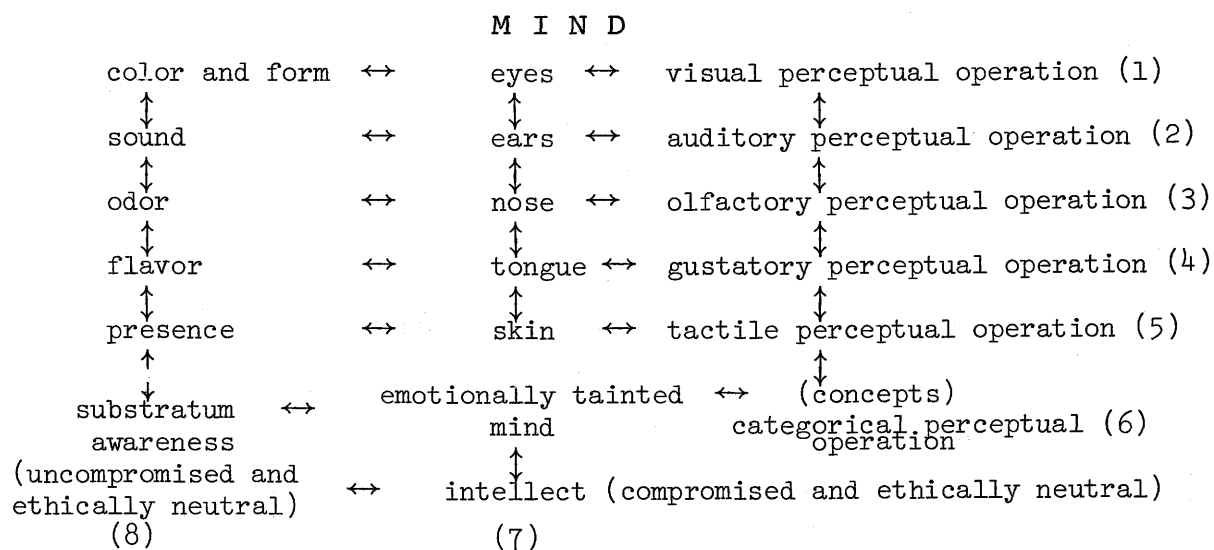 M I N D
color and form ↔ eyes ↔ visual perceptual operation (1)
sound ↔ ears ↔ auditory perceptual operation (2)
odor ↔ nose ↔ olfactory perceptual operation (3)
flavor ↔ tongue ↔ gustatory perceptual operation (4)
presence ↔ skin ↔ tactile perceptual operation (5)
substratum ↔ emotionally tainted ↔ (concepts)
awareness mind categorical perceptual (6)
operation
(uncompromised and
ethically neutral) ↔ intellect (compromised and ethically neutral)
(8) (7)